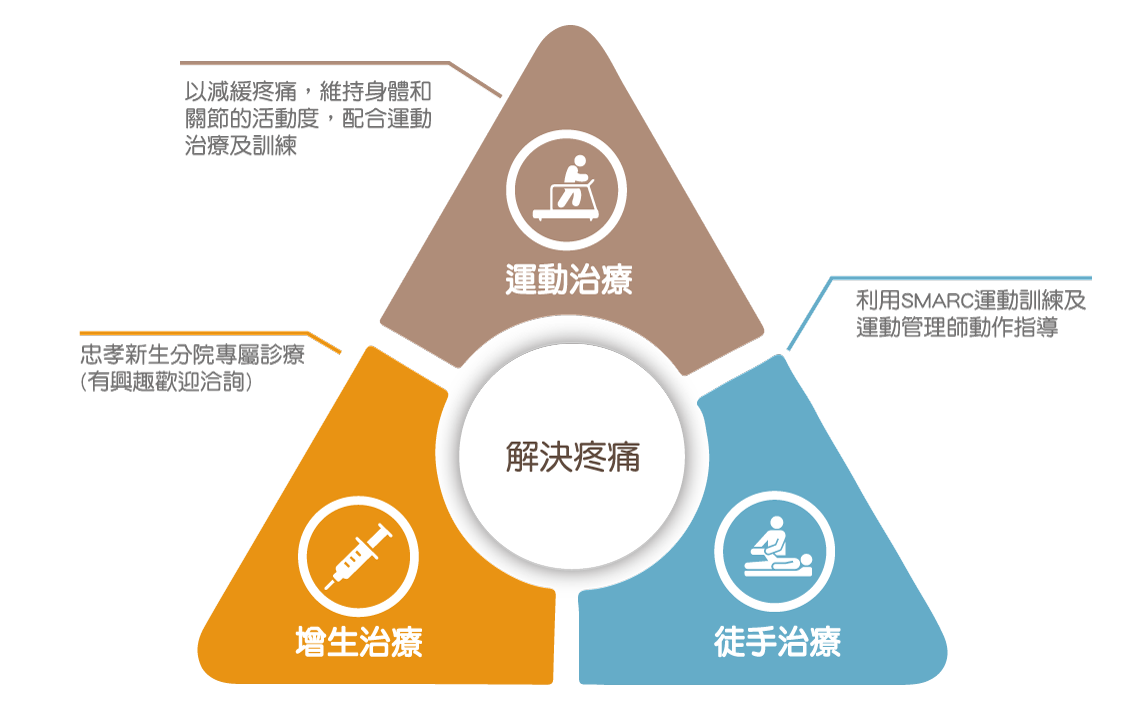 以減緩疼痛，維持身體和
關節的活動度，配合運動
治療及訓練
運動治療
利用SMARC運動訓練及
運動管理師動作指導
忠孝新生分院專屬診療
(有興趣歡迎洽詢)
解決疼痛
增生治療
徒手治療